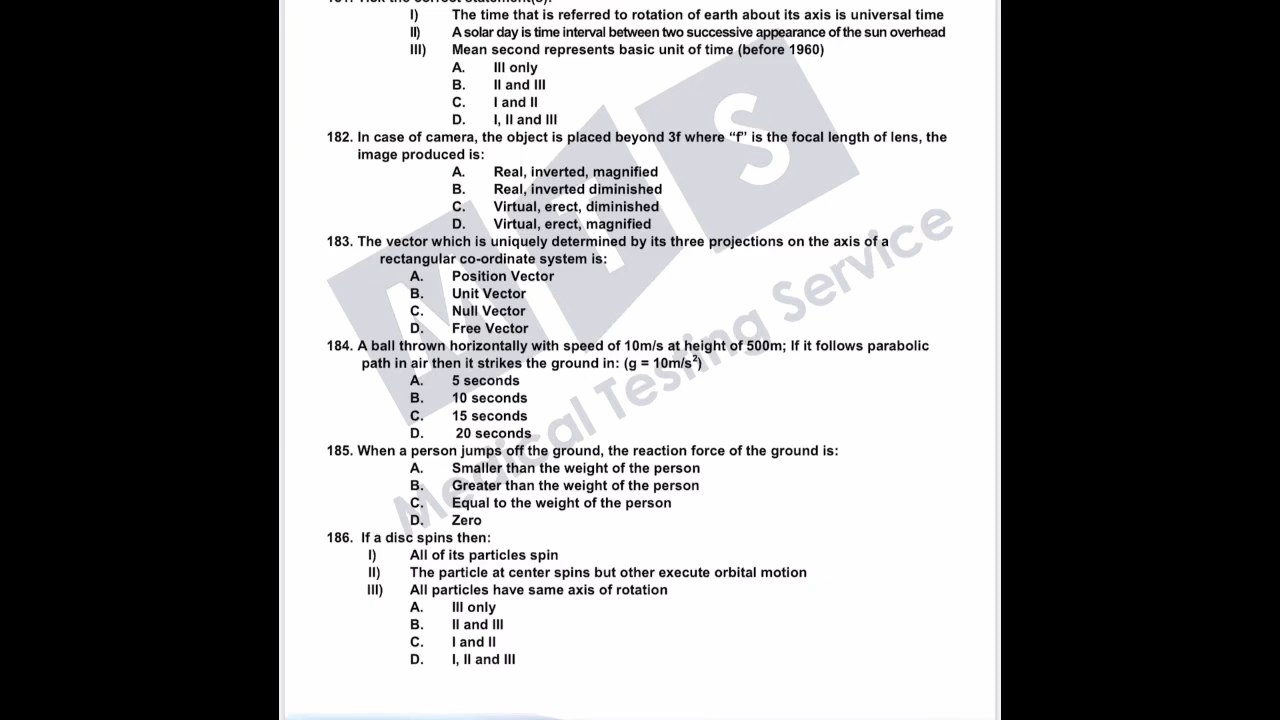 181. Tick the correct statement(s):
I) The time that is referred to rotation of earth about its axis is universal time
II) A solar day is time interval between two successive appearance of the sun overhead
III) Mean second represents basic unit of time (before 1960)
A. III only
B. II and III
C. I and II
D. I, II and III
182. In case of camera, the object is placed beyond 3f where “f” is the focal length of lens, the
image produced is:
A. Real, inverted, magnified
B. Real, inverted diminished
C. Virtual, erect, diminished
D. Virtual, erect, magnified
183. The vector which is uniquely determined by its three projections on the axis of a
rectangular co-ordinate system is:
A. Position Vector
B. Unit Vector
C. Null Vector
D. Free Vector
184. A ball thrown horizontally with speed of 10m/s at height of 500m; If it follows parabolic
path in air then it strikes the ground in: (g = 10m/s²)
A. 5 seconds
B. 10 seconds
C. 15 seconds
D. 20 seconds
185. When a person jumps off the ground, the reaction force of the ground is:
A. Smaller than the weight of the person
B. Greater than the weight of the person
C. Equal to the weight of the person
D. Zero
186. If a disc spins then:
I) All of its particles spin
II) The particle at center spins but other execute orbital motion
III) All particles have same axis of rotation
A. III only
B. II and III
C. I and II
D. I, II and III
MTS
Medical Testing Service